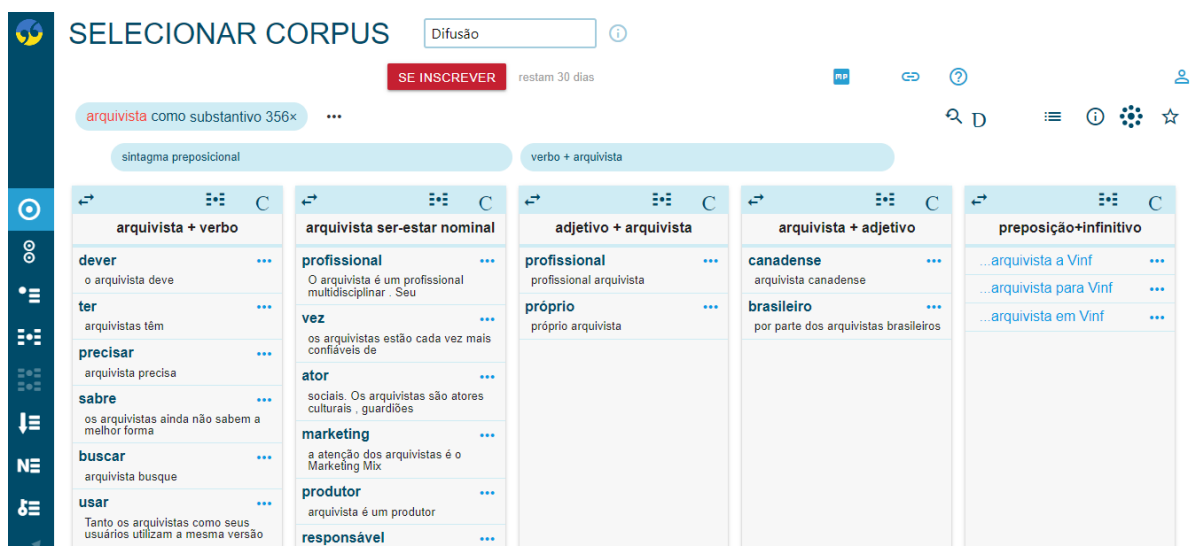 SELECIONAR CORPUS
Difusão
SE INSCREVER
restam 30 dias
arquivista como substantivo 356×
D
sintagma preposicional
verbo + arquivista
C
arquivista + verbo
dever
o arquivista deve
ter
arquivistas têm
precisar
arquivista precisa
sabre
os arquivistas ainda não sabem a
melhor forma
buscar
arquivista busque
usar
Tanto os arquivistas como seus
usuários utilizam a mesma versão
C
arquivista ser-estar nominal
profissional
O arquivista é um profissional
multidisciplinar . Seu
vez
os arquivistas estão cada vez mais
confiáveis de
ator
sociais. Os arquivistas são atores
culturais , guardiões
marketing
a atenção dos arquivistas é o
Marketing Mix
produtor
arquivista é um produtor
responsável
C
adjetivo + arquivista
profissional
profissional arquivista
próprio
próprio arquivista
C
arquivista + adjetivo
canadense
arquivista canadense
brasileiro
por parte dos arquivistas brasileiros
C
preposição+infinitivo
...arquivista a Vinf
...arquivista para Vinf
...arquivista em Vinf